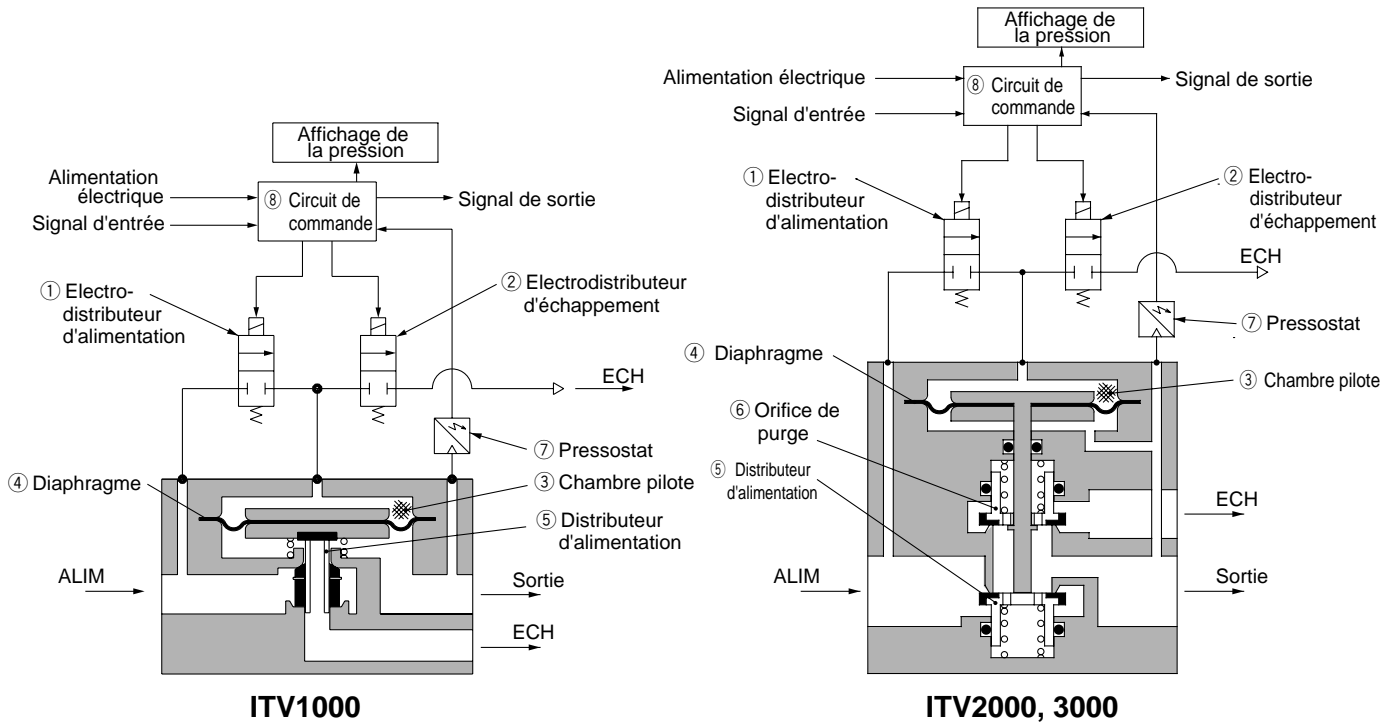 Affichage de
la pression
Alimentation
électrique
Signal d'entrée
⑧ Circuit de
commande
Signal de sortie
① Electro-
distributeur
d'alimentation
② Electrodistributeur
d'échappement
ECH
⑦ Pressostat
④ Diaphragme
③ Chambre pilote
⑤ Distributeur
d'alimentation
ALIM
Sortie
ECH
ITV1000
Affichage de
la pression
Alimentation électrique
Signal d'entrée
⑧ Circuit de
commande
Signal de sortie
① Electro-
distributeur
d'alimentation
② Electro-
distributeur
d'échappement
ECH
⑦ Pressostat
④ Diaphragme
③ Chambre pilote
⑥ Orifice de
purge
⑤ Distributeur
d'alimentation
ECH
ALIM
Sortie
ITV2000, 3000